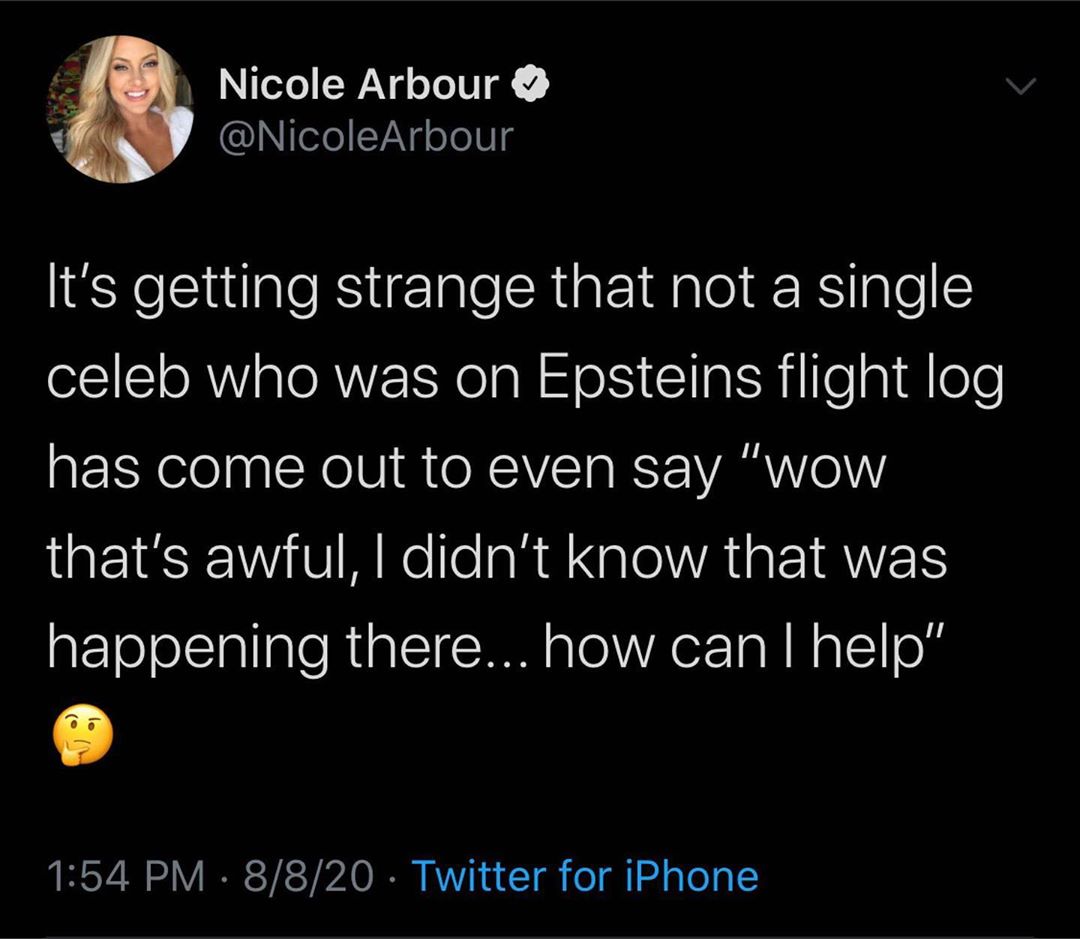 Nicole Arbour
@NicoleArbour
It's getting strange that not a single
celeb who was on Epsteins flight log
has come out to even say “wow
that's awful, I didn't know that was
happening there... how can I help”
🤔
1:54 PM · 8/8/20 · Twitter for iPhone